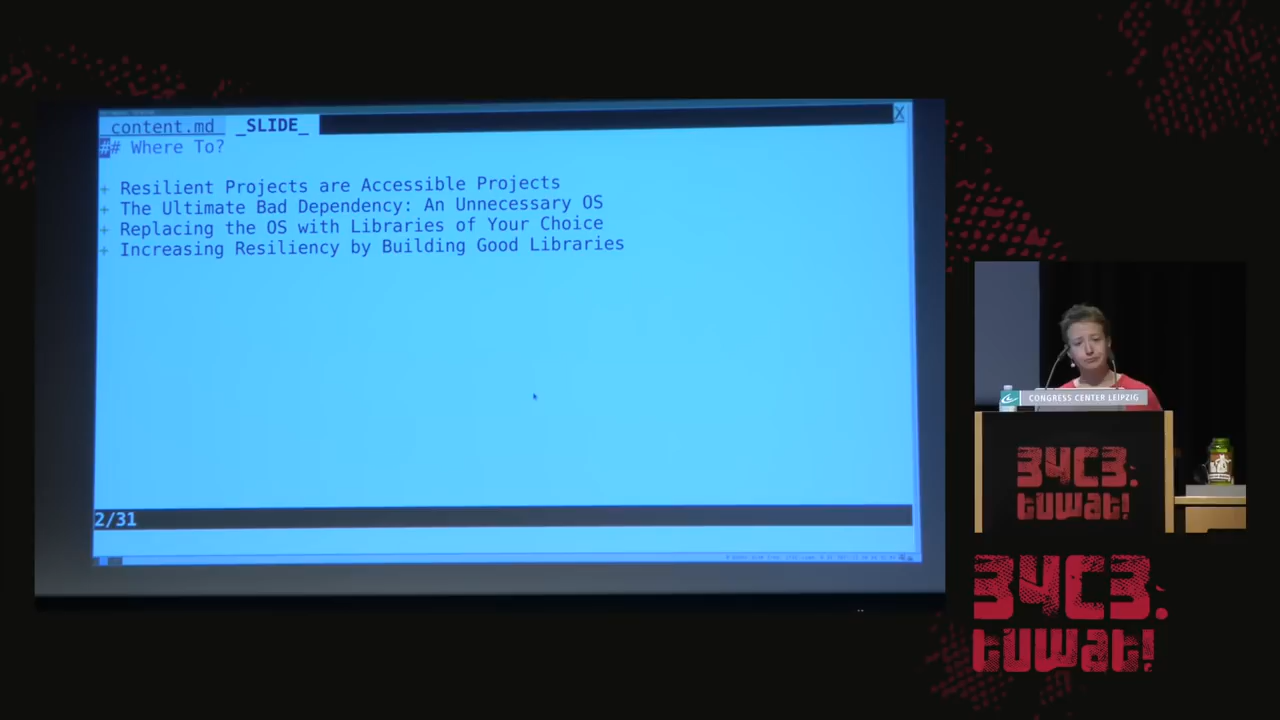 content.md _SLIDE_ X
## Where To?
+ Resilient Projects are Accessible Projects
+ The Ultimate Bad Dependency: An Unnecessary OS
+ Replacing the OS with Libraries of Your Choice
+ Increasing Resiliency by Building Good Libraries
2/31
CONGRESS CENTER LEIPZIG
34C3.
tuwat!
34C3.
tuwat!